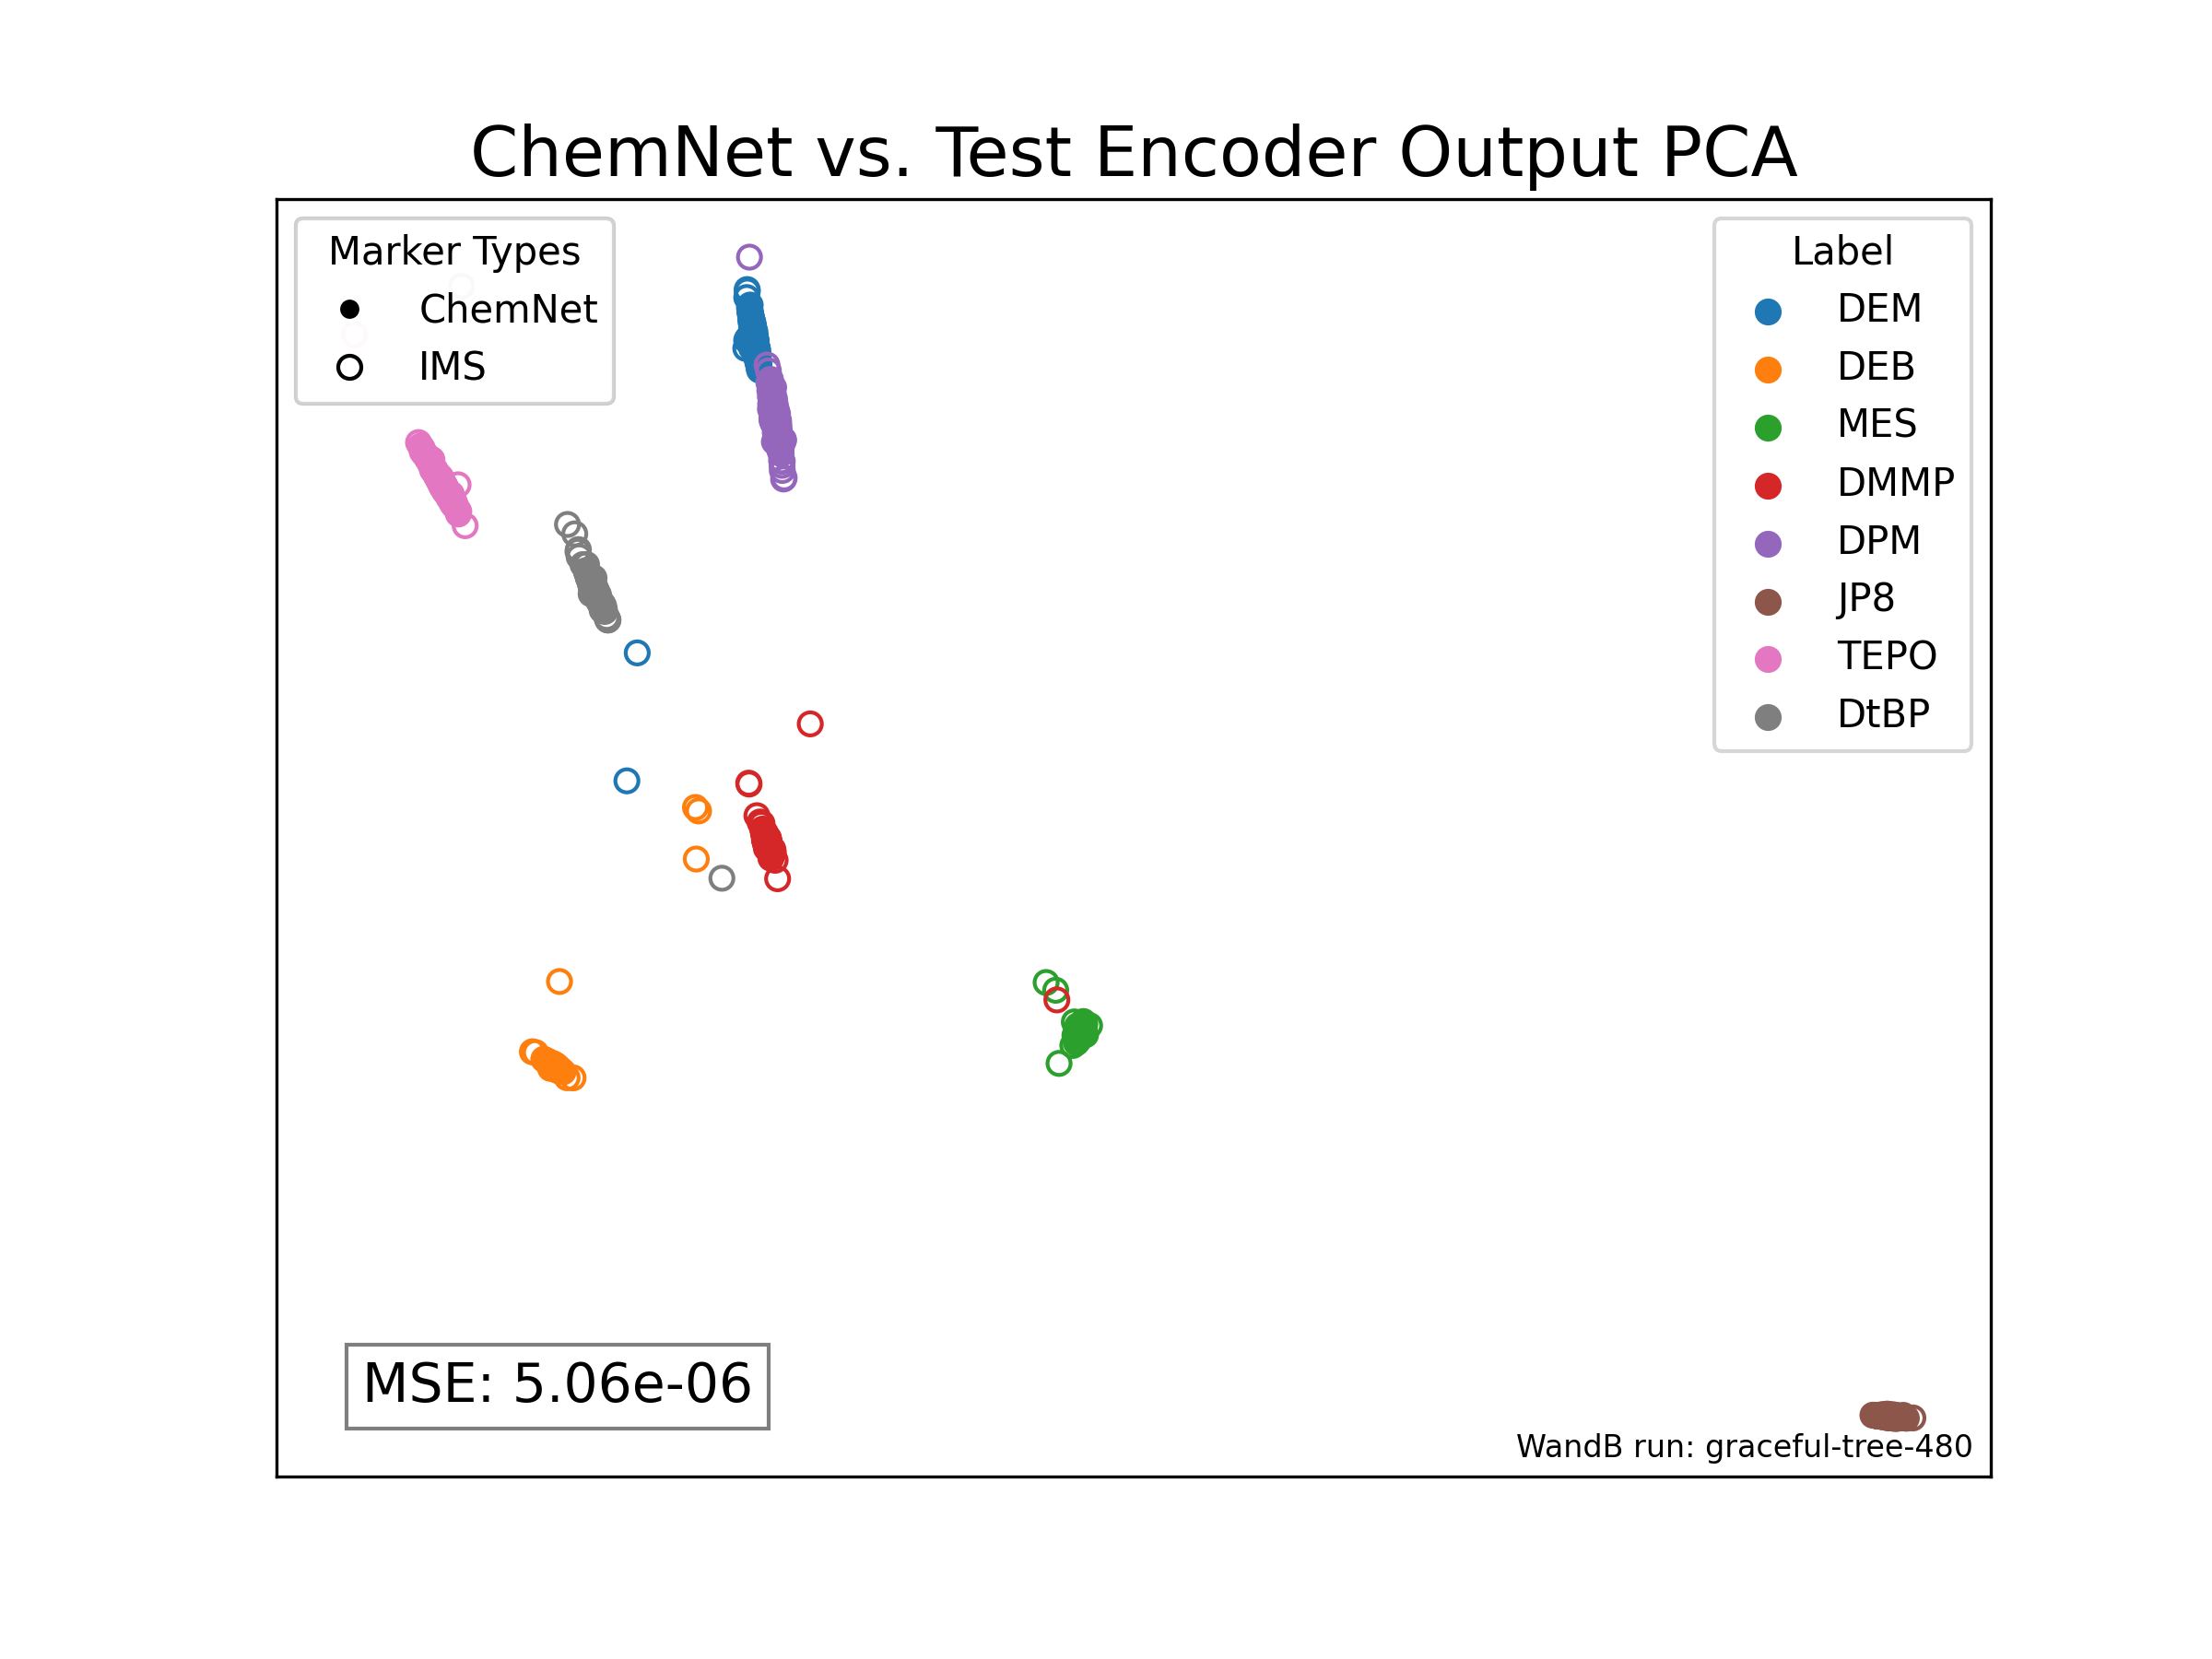 ChemNet vs. Test Encoder Output PCA
Marker Types
ChemNet
IMS
Label
DEM
DEB
MES
DMMP
DPM
JP8
TEPO
DtBP
MSE: 5.06e-06
WandB run: graceful-tree-480